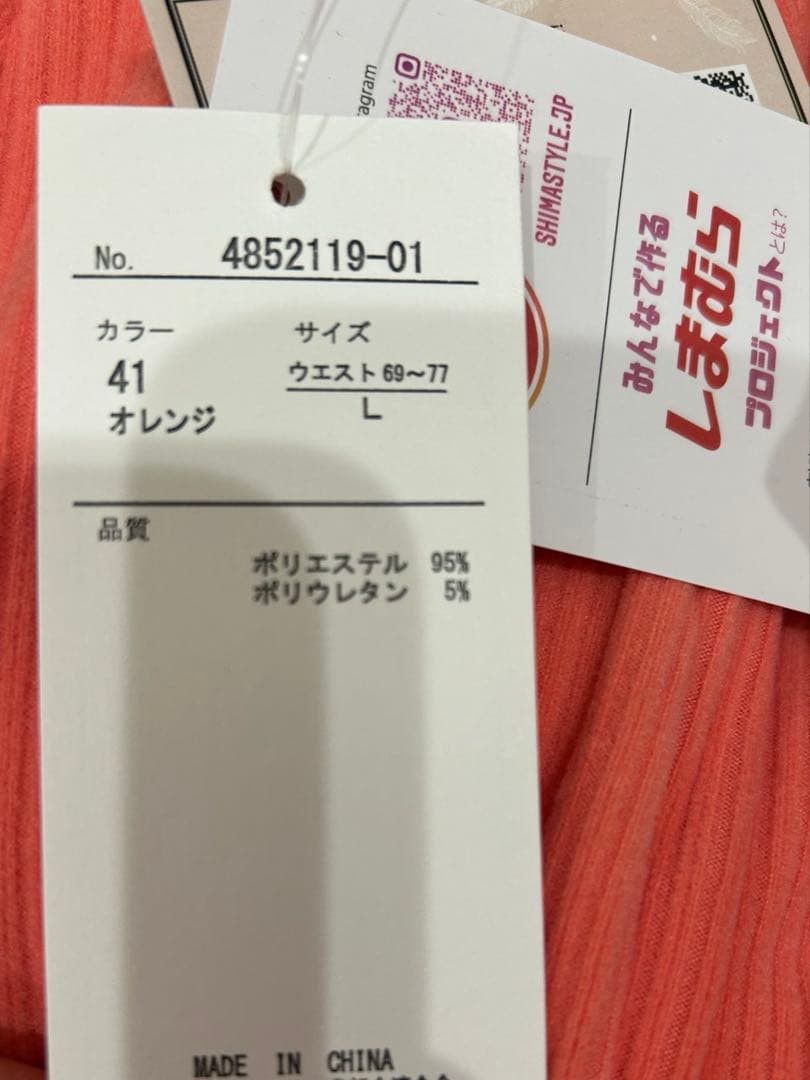 No. 4852119-01
カラー サイズ
41 ウエスト 69〜77
オレンジ L
品質
ポリエステル 95%
ポリウレタン 5%
MADE IN CHINA
agram
SHIMASTYLE.JP
みんなで作る
しまむら
プロジェクトとは?